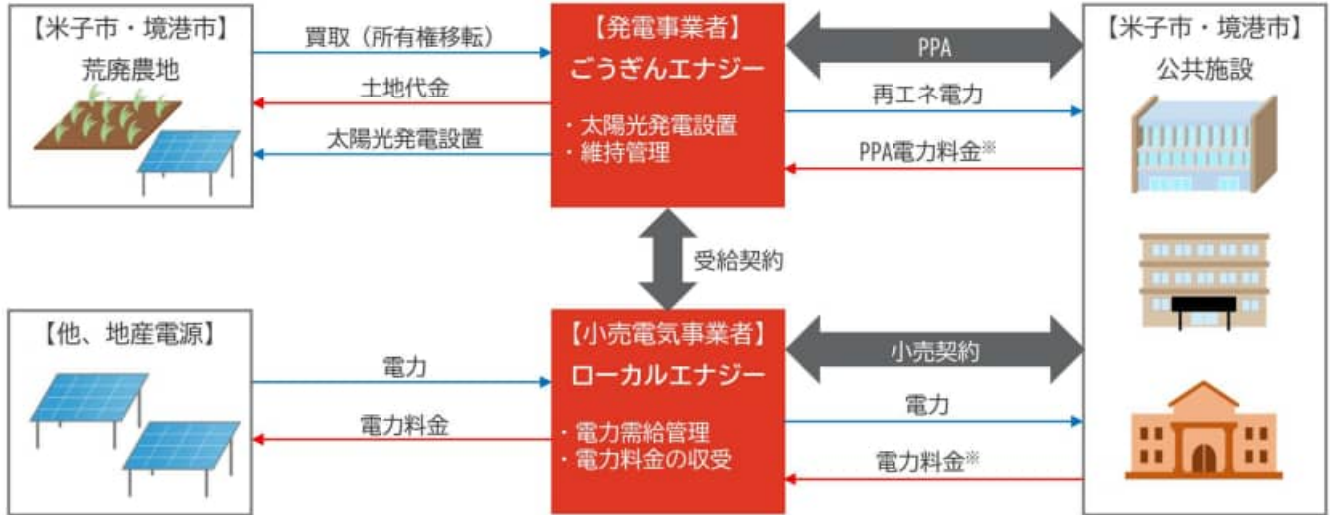 【米子市・境港市】
荒廃農地
買取（所有権移転）
土地代金
太陽光発電設置
【発電事業者】
ごうぎんエナジー
・太陽光発電設置
・維持管理
PPA
再エネ電力
PPA電力料金※
【米子市・境港市】
公共施設
受給契約
【他、地産電源】
電力
電力料金
【小売電気事業者】
ローカルエナジー
・電力需給管理
・電力料金の収受
小売契約
電力
電力料金※